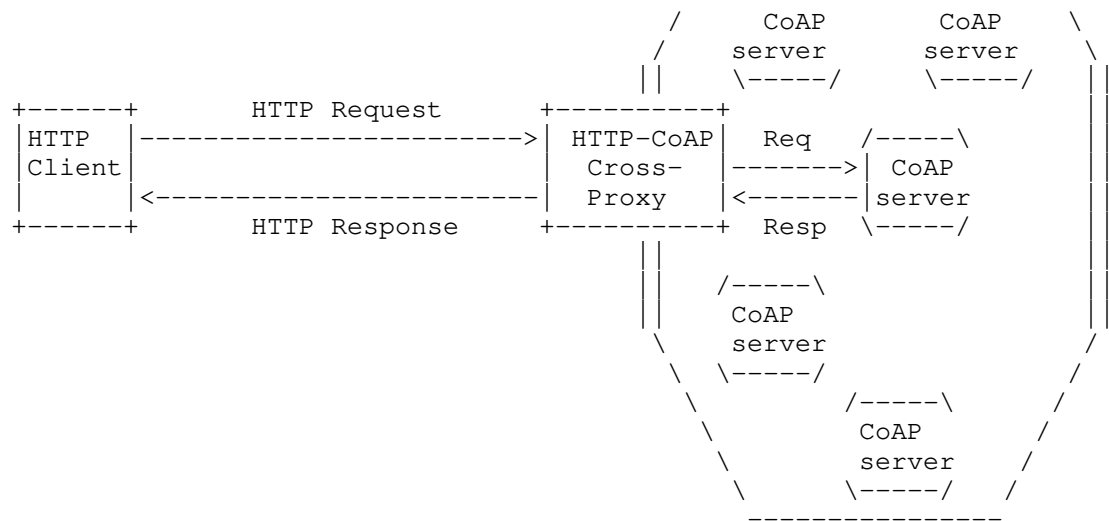 CoAP CoAP
server server
HTTP Request
HTTP HTTP-CoAP Req
Client Cross- CoAP
Proxy server
HTTP Response Resp
CoAP
server
CoAP
server